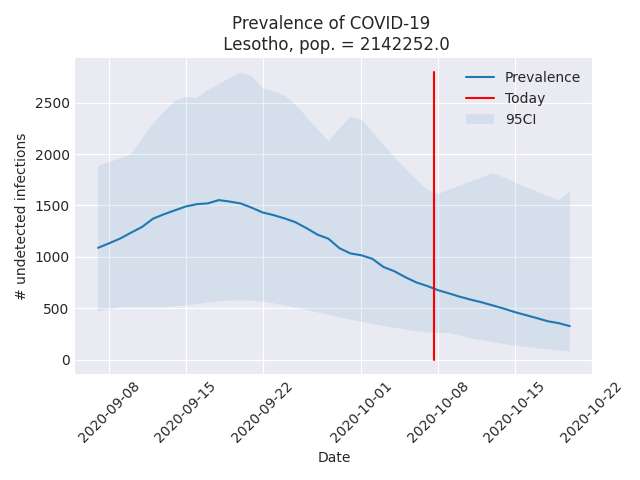 Prevalence of COVID-19
Lesotho, pop. = 2142252.0
Prevalence
Today
95CI
# undetected infections
2500
2000
1500
1000
500
0
2020-09-08
2020-09-15
2020-09-22
2020-10-01
2020-10-08
2020-10-15
2020-10-22
Date